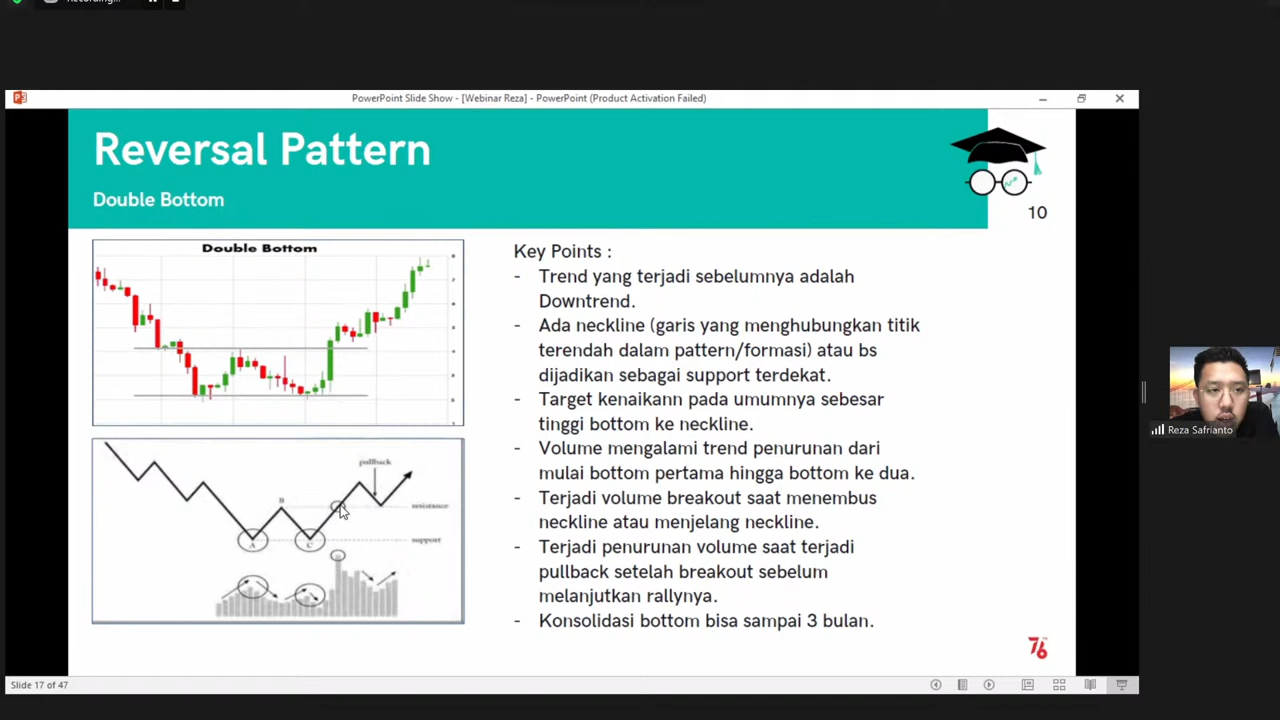 Recording...
PowerPoint Slide Show - [Webinar Reza] - PowerPoint (Product Activation Failed)
Reversal Pattern
Double Bottom
10
Double Bottom
pullback
B
resistance
A
C
support
Key Points :
- Trend yang terjadi sebelumnya adalah
Downtrend.
- Ada neckline (garis yang menghubungkan titik
terendah dalam pattern/formasi) atau bs
dijadikan sebagai support terdekat.
- Target kenaikann pada umumnya sebesar
tinggi bottom ke neckline.
- Volume mengalami trend penurunan dari
mulai bottom pertama hingga bottom ke dua.
- Terjadi volume breakout saat menembus
neckline atau menjelang neckline.
- Terjadi penurunan volume saat terjadi
pullback setelah breakout sebelum
melanjutkan rallynya.
- Konsolidasi bottom bisa sampai 3 bulan.
76
Reza Safrianto
Slide 17 of 47